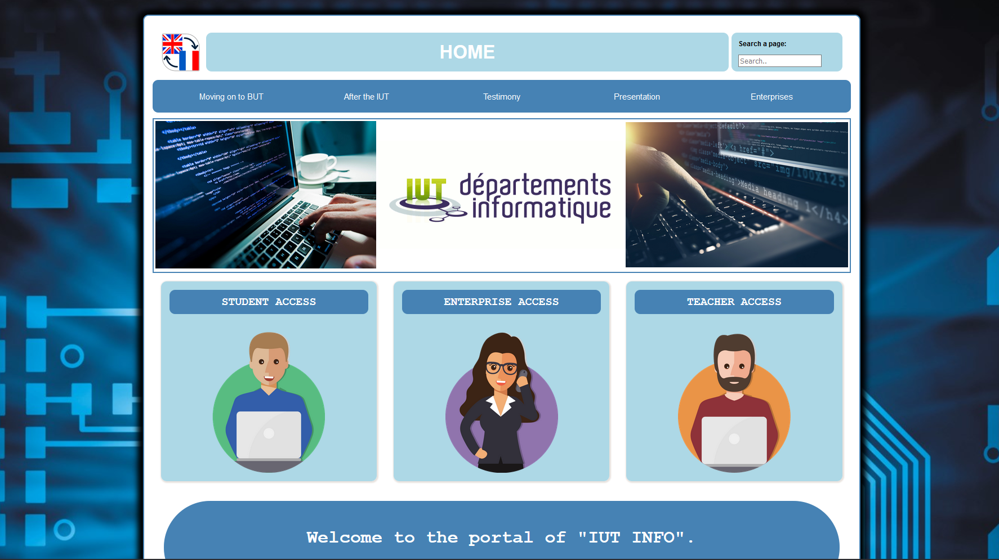 HOME
Search a page:
Search..
Moving on to BUT
After the IUT
Testimony
Presentation
Enterprises
IUT départements
informatique
STUDENT ACCESS
ENTERPRISE ACCESS
TEACHER ACCESS
Welcome to the portal of "IUT INFO".